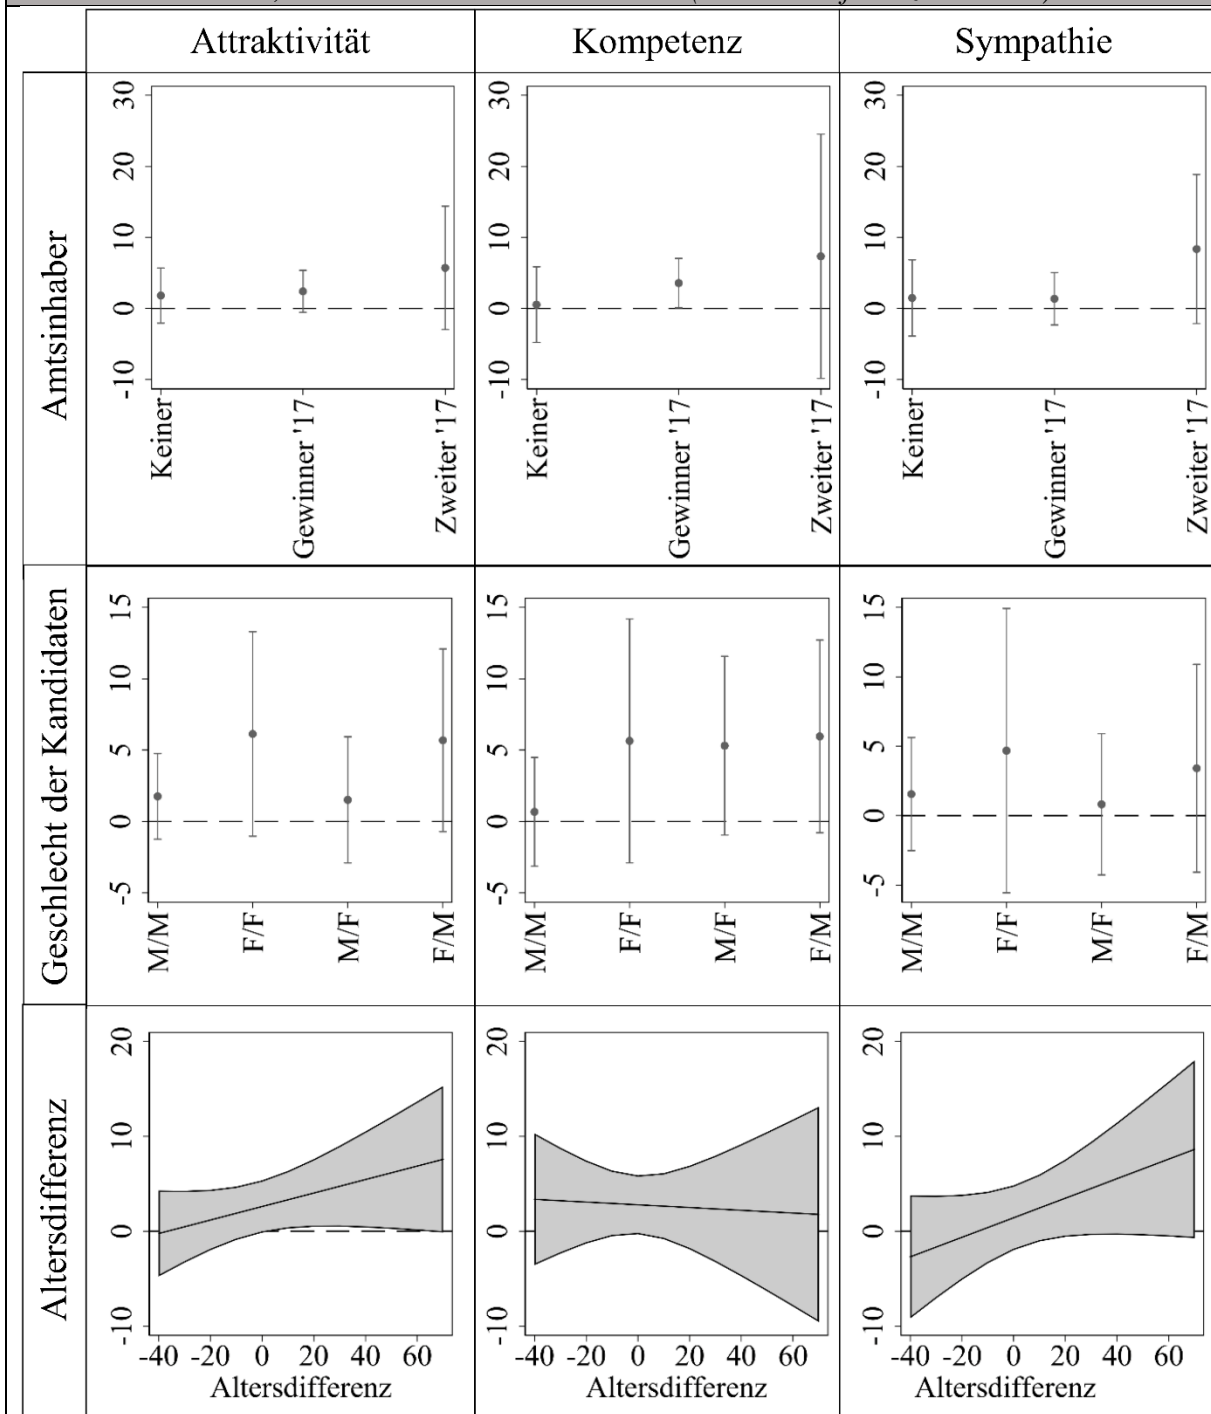 Attraktivität Kompetenz Sympathie
Amtsinhaber
30 20 10 0 -10
Keiner Gewinner '17 Zweiter '17
30 20 10 0 -10
Keiner Gewinner '17 Zweiter '17
30 20 10 0 -10
Keiner Gewinner '17 Zweiter '17
Geschlecht der Kandidaten
15 10 5 0 -5
M/M F/F M/F F/M
15 10 5 0 -5
M/M F/F M/F F/M
15 10 5 0 -5
M/M F/F M/F F/M
Altersdifferenz
20 10 0 -10
-40 -20 0 20 40 60
Altersdifferenz
20 10 0 -10
-40 -20 0 20 40 60
Altersdifferenz
20 10 0 -10
-40 -20 0 20 40 60
Altersdifferenz